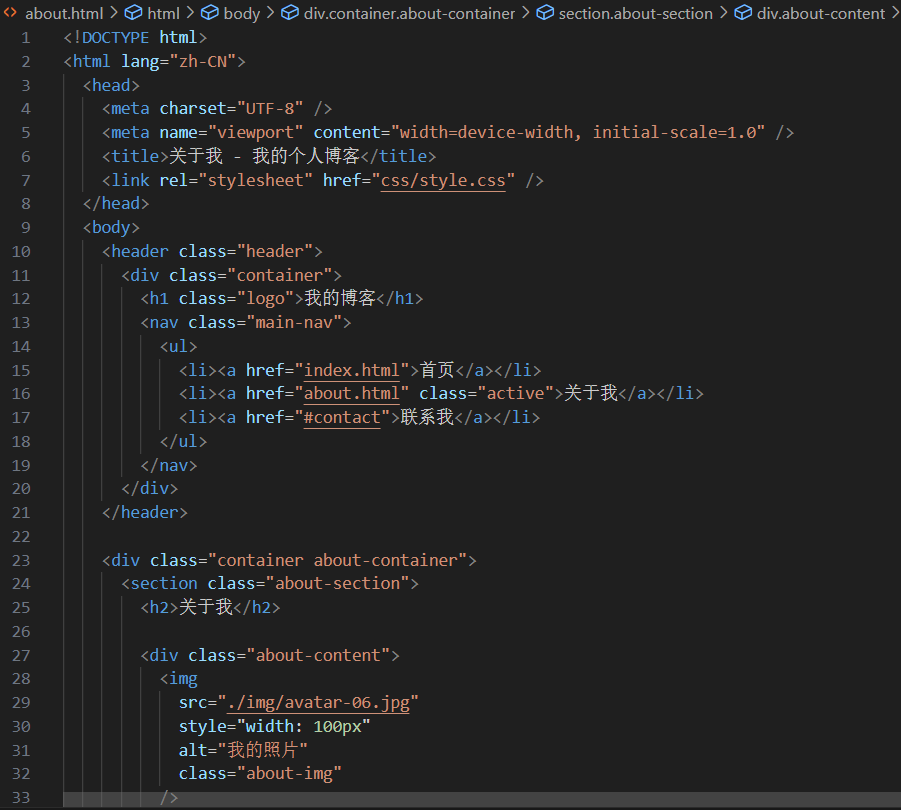 about.html > html > body > div.container.about-container > section.about-section > div.about-content >
1 <!DOCTYPE html>
2 <html lang="zh-CN">
3 <head>
4 <meta charset="UTF-8" />
5 <meta name="viewport" content="width=device-width, initial-scale=1.0" />
6 <title>关于我 - 我的个人博客</title>
7 <link rel="stylesheet" href="css/style.css" />
8 </head>
9 <body>
10 <header class="header">
11 <div class="container">
12 <h1 class="logo">我的博客</h1>
13 <nav class="main-nav">
14 <ul>
15 <li><a href="index.html">首页</a></li>
16 <li><a href="about.html" class="active">关于我</a></li>
17 <li><a href="#contact">联系我</a></li>
18 </ul>
19 </nav>
20 </div>
21 </header>
22
23 <div class="container about-container">
24 <section class="about-section">
25 <h2>关于我</h2>
26
27 <div class="about-content">
28 <img
29 src="./img/avatar-06.jpg"
30 style="width: 100px"
31 alt="我的照片"
32 class="about-img"
33 />